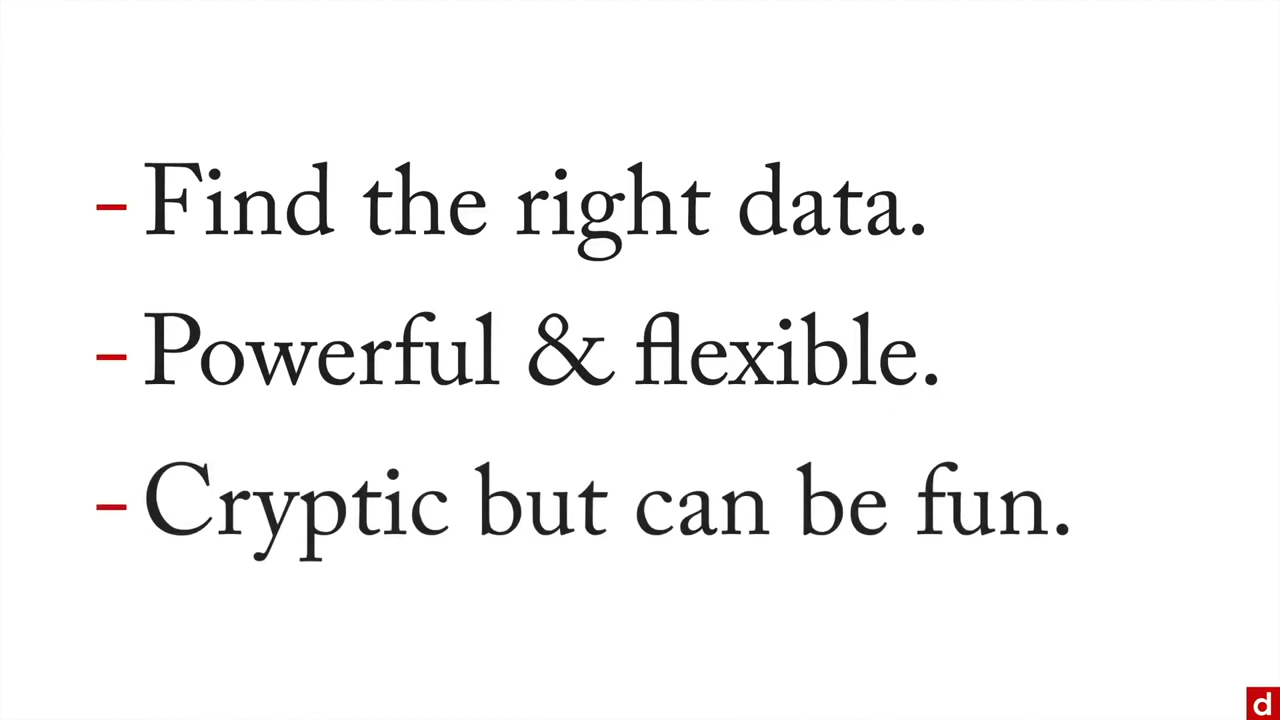 - Find the right data.
- Powerful & flexible.
- Cryptic but can be fun.
d